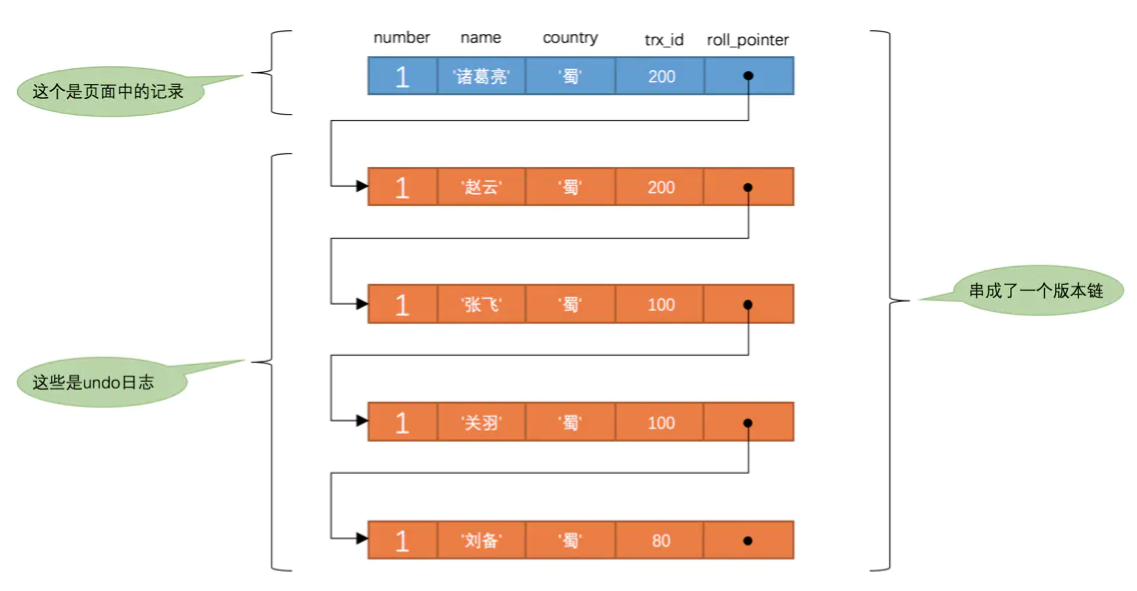 number name country trx_id roll_pointer
1 '诸葛亮' '蜀' 200
这个是页面中的记录
1 '赵云' '蜀' 200
1 '张飞' '蜀' 100
串成了一个版本链
这些是undo日志
1 '关羽' '蜀' 100
1 '刘备' '蜀' 80